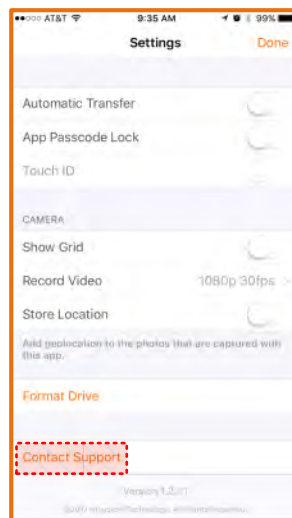 AT&T 9:35 AM 99%
Settings Done
Automatic Transfer
App Passcode Lock
Touch ID
CAMERA
Show Grid
Record Video 1080p 30fps >
Store Location
Add geolocation to the photos that are captured with
this app.
Format Drive
Contact Support
Version